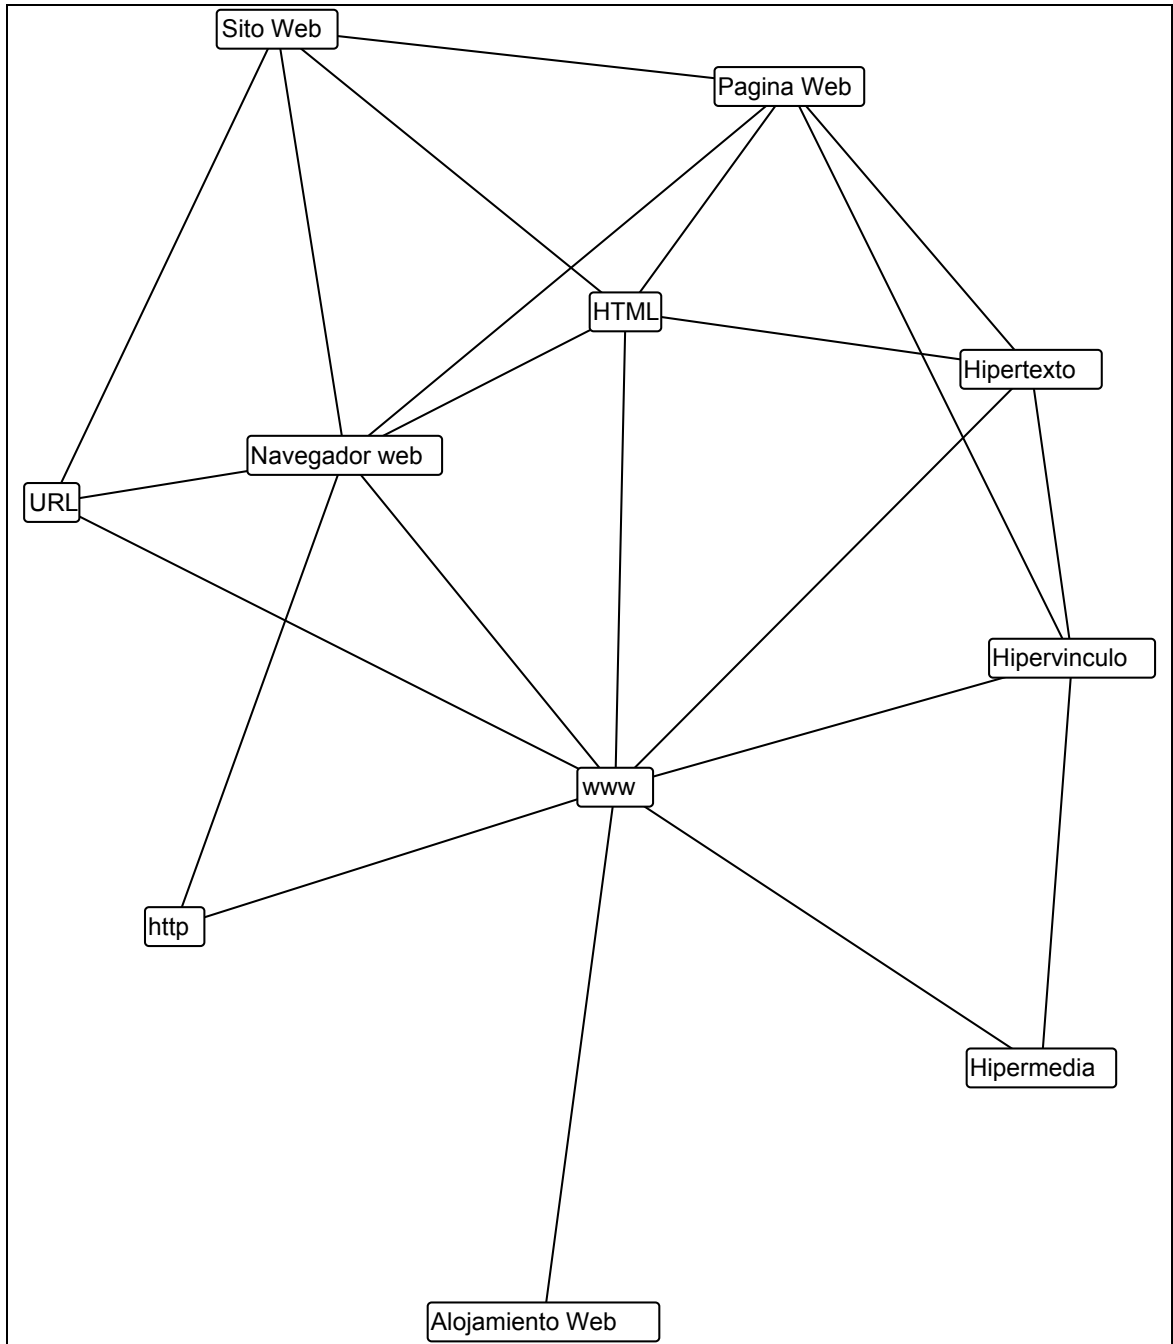 Sito Web
Pagina Web
HTML
Hipertexto
Navegador web
URL
Hipervinculo
www
http
Hipermedia
Alojamiento Web